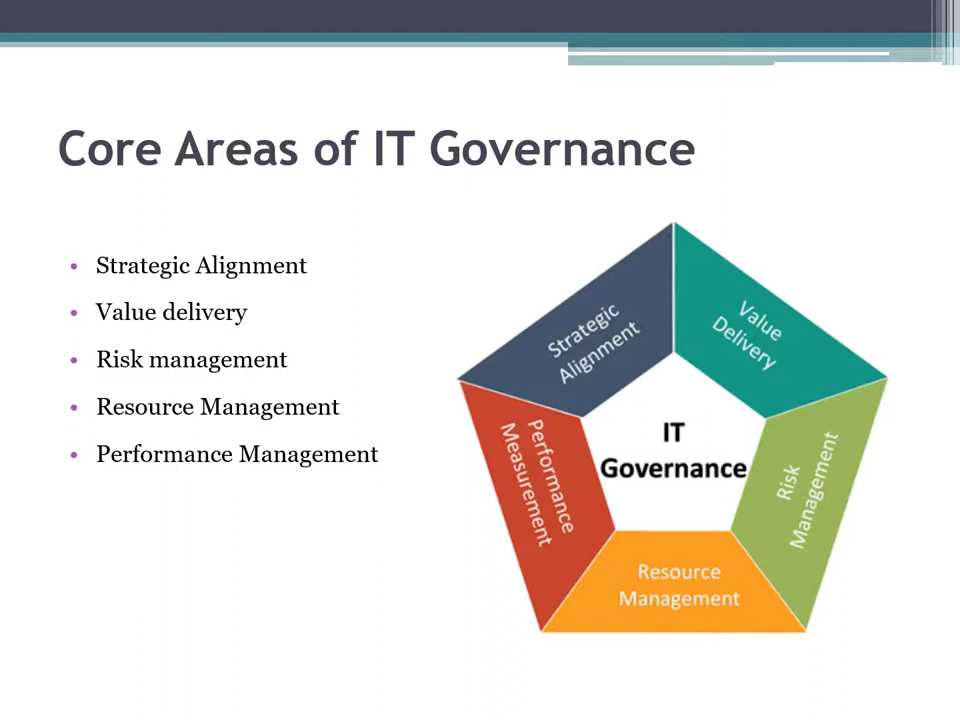 Core Areas of IT Governance
• Strategic Alignment
• Value delivery
• Risk management
• Resource Management
• Performance Management
Strategic
Alignment
Value
Delivery
Risk
Management
Resource
Management
Performance
Measurement
IT
Governance